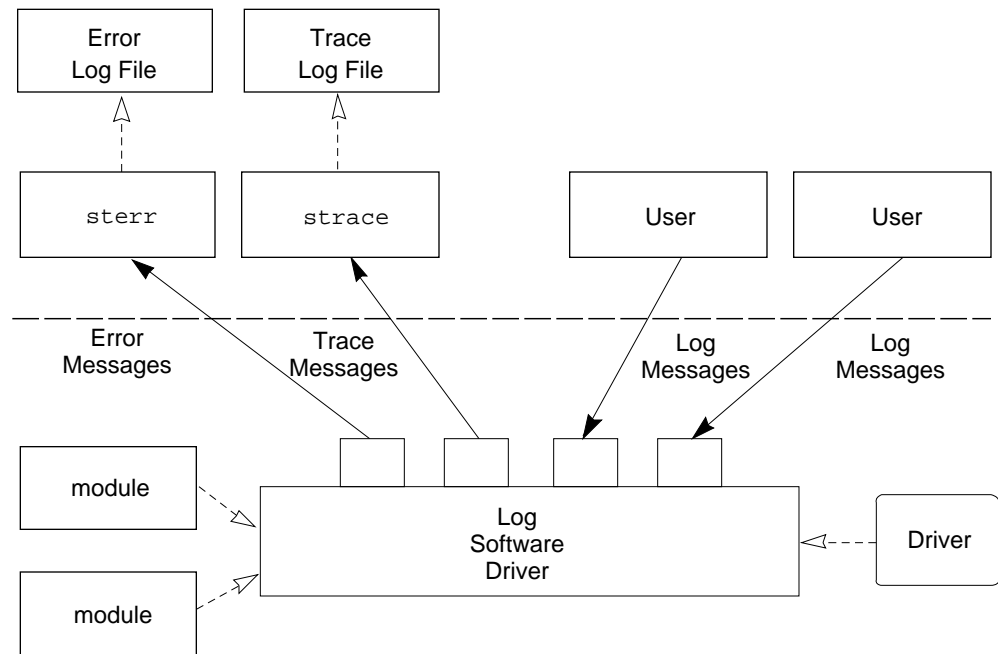 Error
Log File
Trace
Log File
sterr
strace
User
User
Error
Messages
Trace
Messages
Log
Messages
Log
Messages
module
module
Log
Software
Driver
Driver